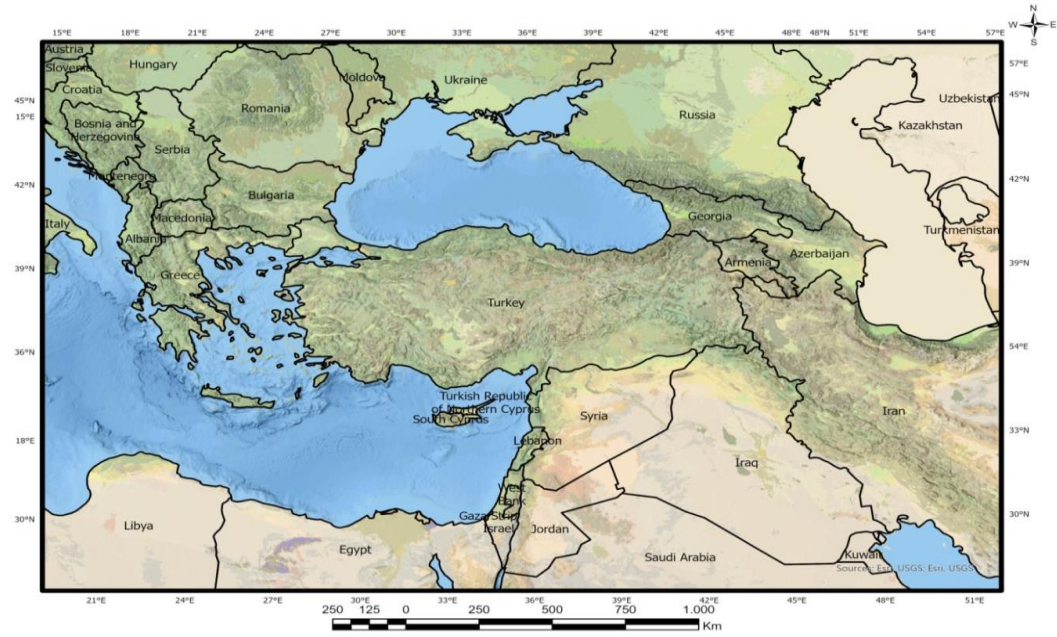 N
W E
S
15°E 18°E 21°E 24°E 27°E 30°E 33°E 36°E 39°E 42°E 45°E 48°E 49°E 51°E 54°E 57°E
Austria
Slovenia
Hungary
Moldova
Ukraine
57°E
Croatia
45°N
45°N
Uzbekistan
Romania
15°E
Russia
Kazakhstan
Bosnia and
Herzegovina
Serbia
Montenegro
42°N
42°N
Bulgaria
Italy
Macedonia
Georgia
Turkmenistan
Albania
Azerbaijan
39°N
Greece
Armenia
39°N
Turkey
36°N
54°E
Turkish Republic
of Northern Cyprus
South Cyprus
Syria
Iran
18°E
Lebanon
33°N
Iraq
West
Bank
30°N
Gaza Strip
30°N
Libya
Israel
Jordan
Egypt
Saudi Arabia
Kuwait
Sources: Esri, USGS; Esri, USGS
21°E 24°E 27°E 30°E 33°E 36°E 39°E 42°E 45°E 48°E 51°E
250 125 0 250 500 750 1.000
Km